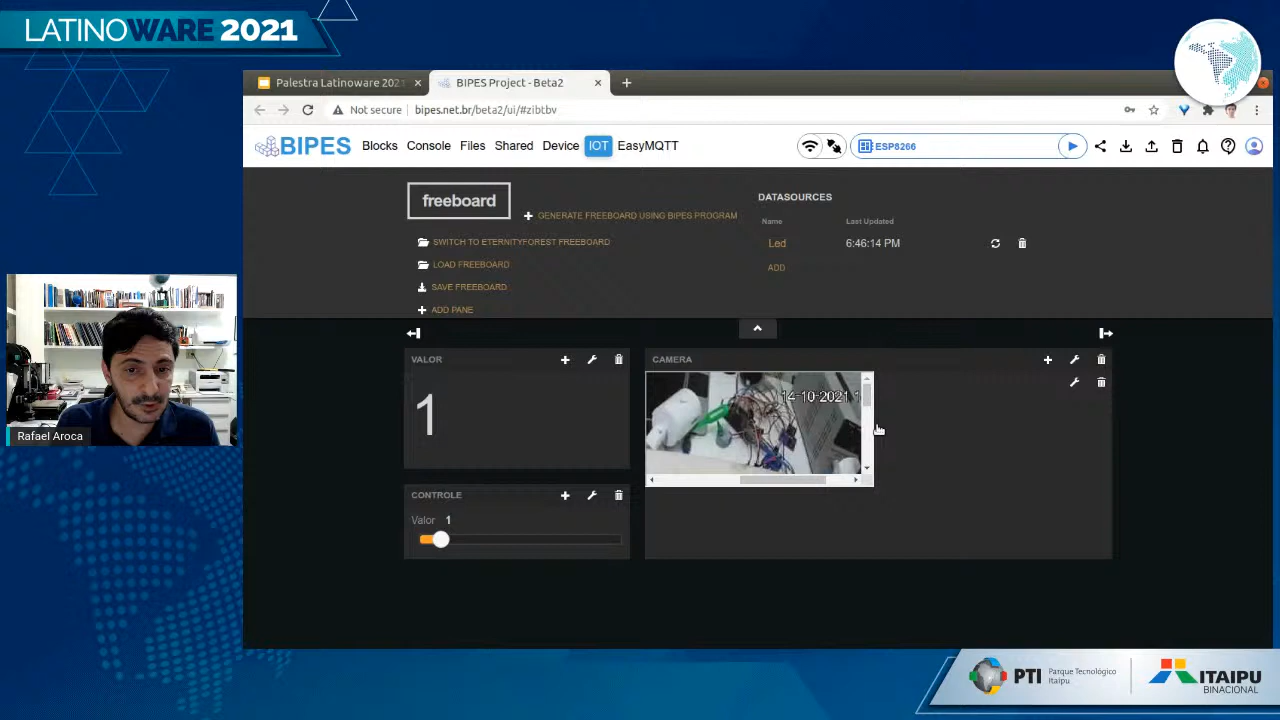 LATINOWARE 2021
Palestra Latinoware 2021
BIPES Project - Beta2
Not secure
bipes.net.br/beta2/ui/#zibtbv
BIPES
Blocks
Console
Files
Shared
Device
IOT
EasyMQTT
ESP8266
freeboard
GENERATE FREEBOARD USING BIPES PROGRAM
SWITCH TO ETERNITYFOREST FREEBOARD
LOAD FREEBOARD
SAVE FREEBOARD
ADD PANE
DATASOURCES
Name
Last Updated
Led
6:46:14 PM
ADD
VALOR
1
CONTROLE
Valor 1
CAMERA
14-10-2021 1
Rafael Aroca
PTI Parque Tecnológico
Itaipu
ITAIPU
BINACIONAL